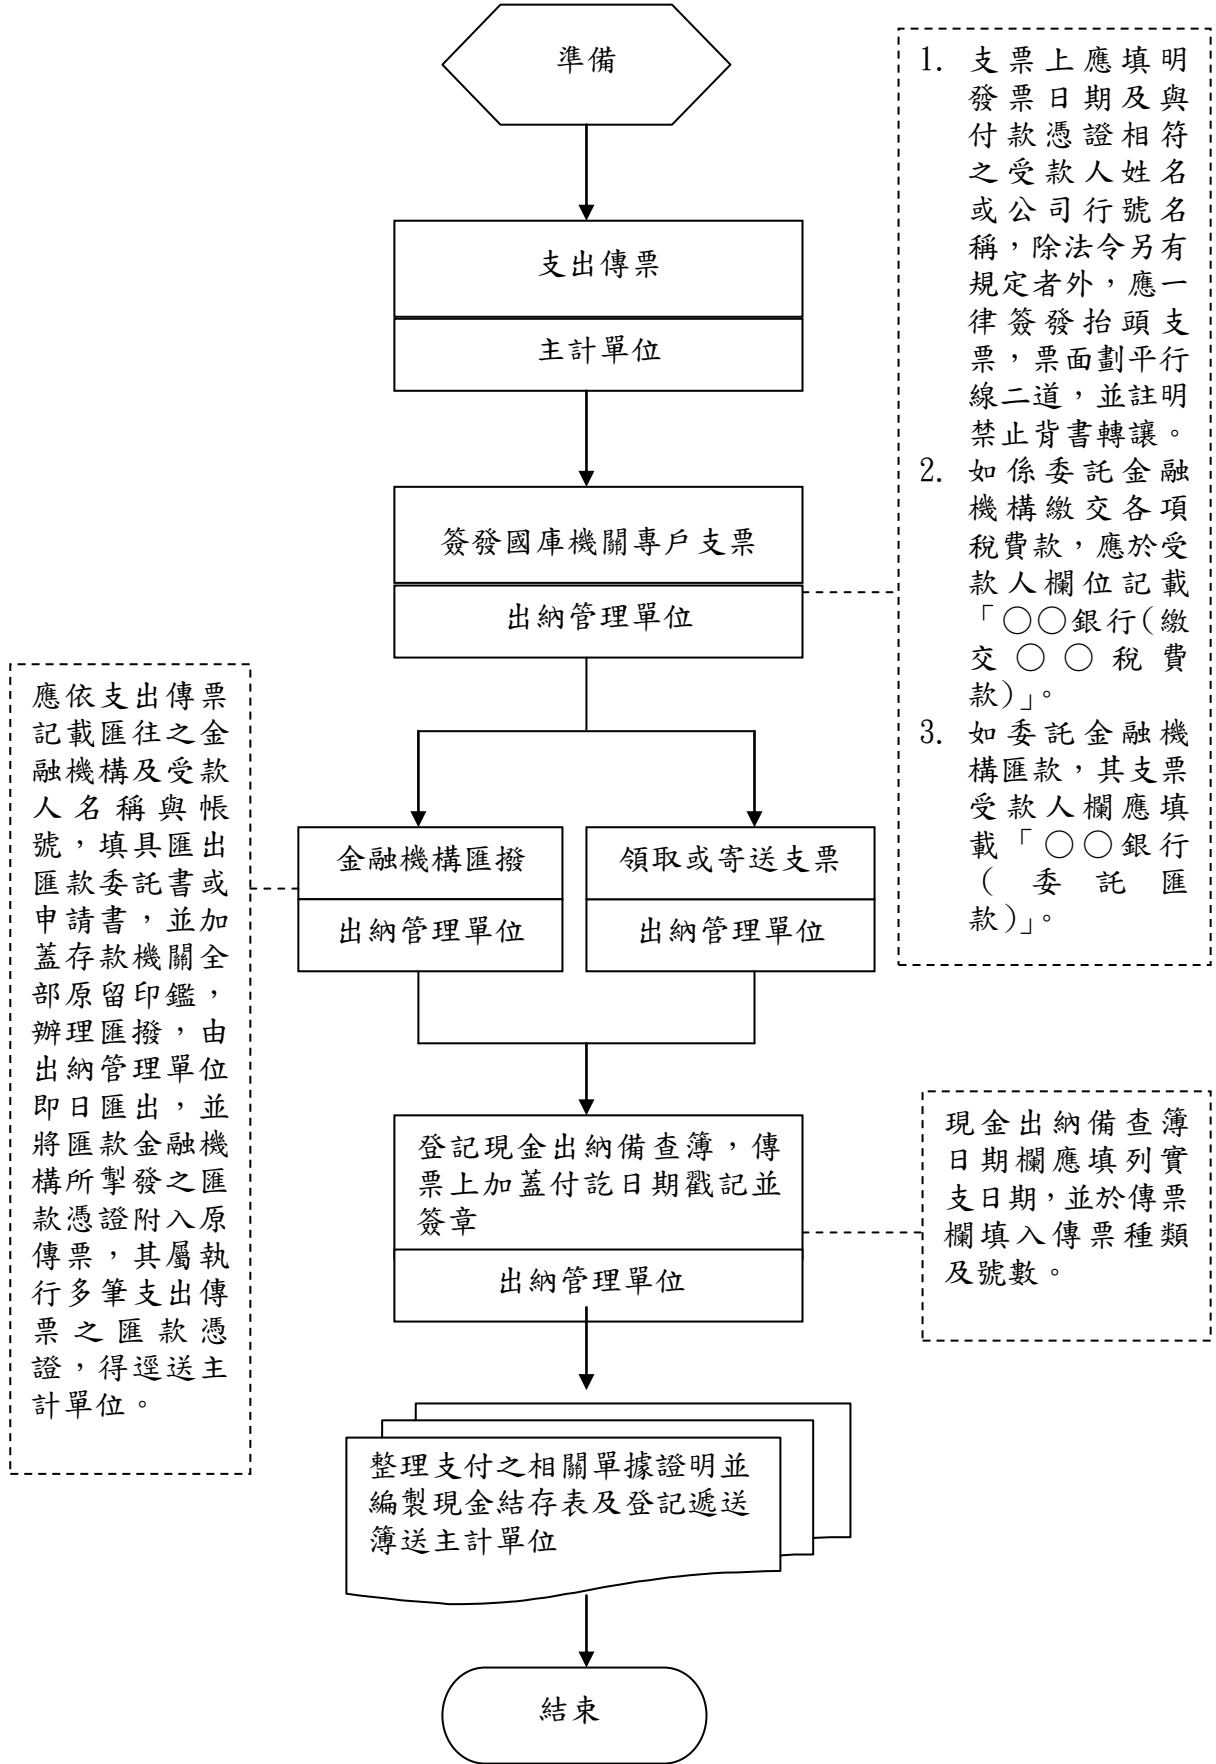 準備
1. 支票上應填明
發票日期及與
付款憑證相符
之受款人姓名
或公司行號名
稱，除法令另有
規定者外，應一
律簽發抬頭支
票，票面劃平行
線二道，並註明
禁止背書轉讓。
2. 如係委託金融
機構繳交各項
稅費款，應於受
款人欄位記載
「○○銀行(繳
交○○稅費
款)」。
3. 如委託金融機
構匯款，其支票
受款人欄應填
載「○○銀行
(委託匯
款)」。
支出傳票
主計單位
簽發國庫機關專戶支票
出納管理單位
應依支出傳票
記載匯往之金
融機構及受款
人名稱與帳
號，填具匯出
匯款委託書或
申請書，並加
蓋存款機關全
部原留印鑑，
辦理匯撥，由
出納管理單位
即日匯出，並
將匯款金融機
構所掣發之匯
款憑證附入原
傳票，其屬執
行多筆支出傳
票之匯款憑
證，得逕送主
計單位。
金融機構匯撥
出納管理單位
領取或寄送支票
出納管理單位
登記現金出納備查簿，傳
票上加蓋付訖日期戳記並
簽章
出納管理單位
現金出納備查簿
日期欄應填列實
支日期，並於傳票
欄填入傳票種類
及號數。
整理支付之相關單據證明並
編製現金結存表及登記遞送
簿送主計單位
結束